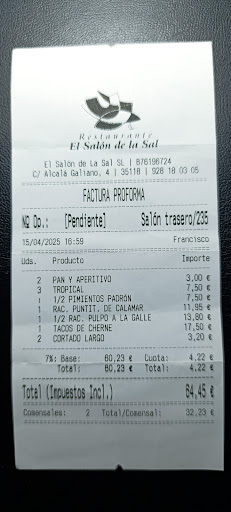 Restaurante
El Salón de la Sal
El Salón de La Sal SL | B76196724
C/ Alcalá Galiano, 4 | 35118 | 928 18 03 05
FACTURA PROFORMA
Nº Op.: [Pendiente] Salón trasero/235
15/04/2025 16:59 Francisco
Uds. Producto Importe
2 PAN Y APERITIVO 3,00 €
3 TROPICAL 7,50 €
1 1/2 PIMIENTOS PADRÓN 7,50 €
1 RAC. PUNTIT. DE CALAMAR 11,95 €
1 1/2 RAC. PULPO A LA GALLE 13,80 €
1 TACOS DE CHERNE 17,50 €
2 CORTADO LARGO 3,20 €
7%: Base: 60,23 € Cuota: 4,22 €
Total: 60,23 € Total: 4,22 €
Total (Impuestos Incl.) 64,45 €
Comensales: 2 Total/Comensal: 32,23 €